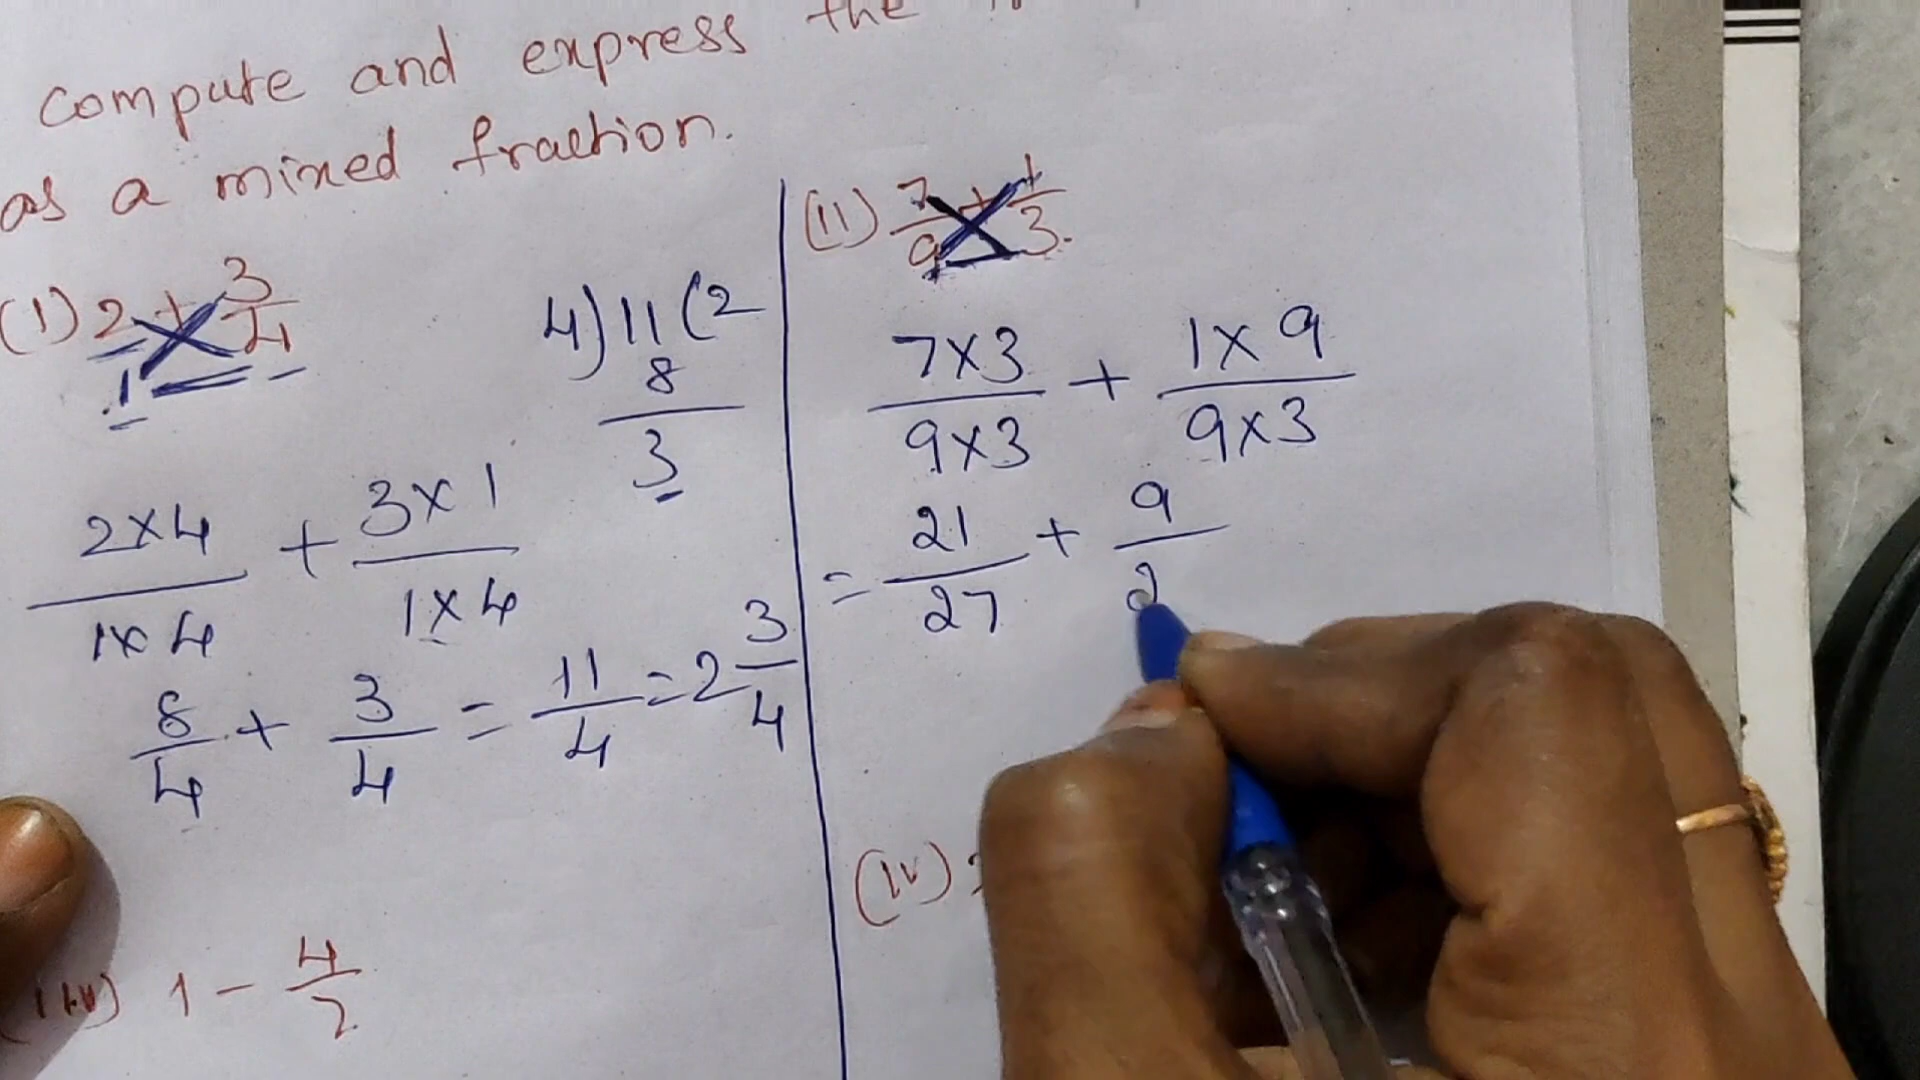 Compute and express the
as a mixed fraction.
(i) 2 + 3/4
1
4) 11 (2
8
3
2×4/1×4 + 3×1/1×4
8/4 + 3/4 = 11/4 = 2 3/4
(ii) 7/9 + 1/3.
7×3/9×3 + 1×9/9×3
= 21/27 + 9/2
1 - 4/2
(iv)